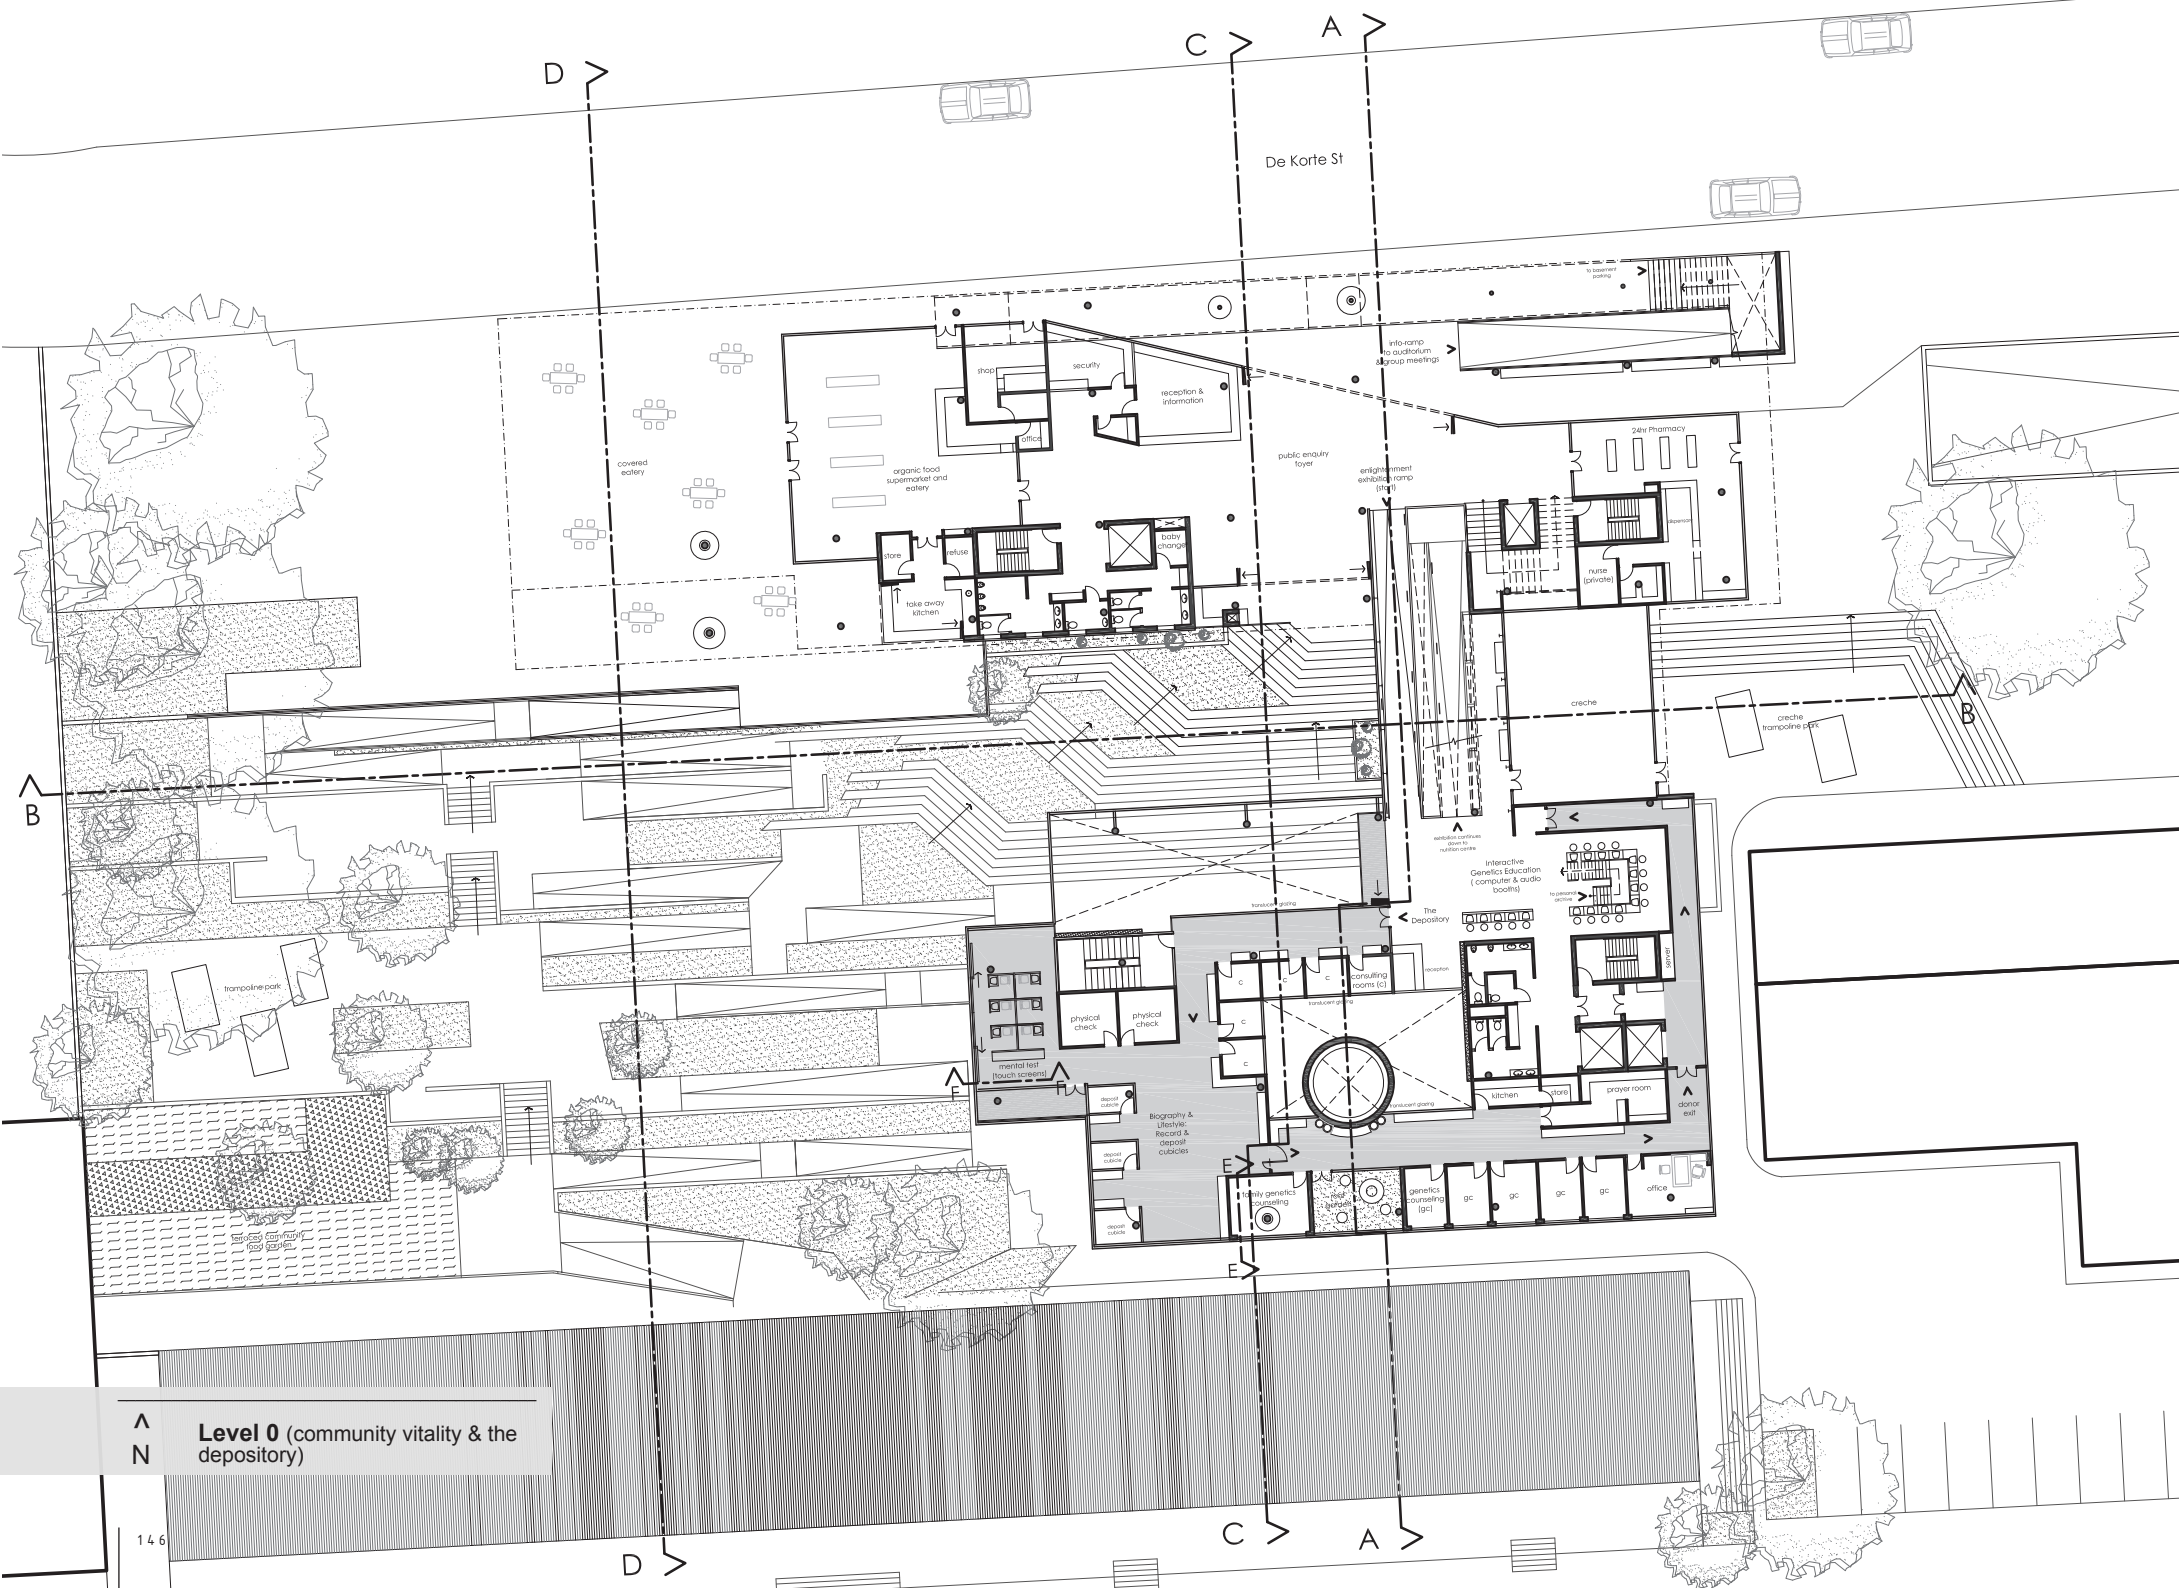 A
C
D
De Korte St
to basement
parking
info-ramp
to auditorium
& group meetings
shop
security
reception &
information
office
24hr Pharmacy
public enquiry
foyer
covered
eatery
organic food
supermarket and
eatery
enlightenment
exhibition ramp
(start)
dispensary
store
refuse
baby
change
nurse
(private)
take away
kitchen
creche
creche
trampoline park
B
B
exhibition continues
down to
nutrition centre
Interactive
Genetics Education
( computer & audio
booths)
to personal
archive
The
Depository
translucent glazing
server
reception
consulting
rooms (c)
c
c
c
c
c
translucent glazing
trampoline park
physical
check
physical
check
mental test
(touch screens)
F
F
deposit
cubicle
Biography &
Lifestyle:
Record &
deposit
cubicles
translucent glazing
kitchen
store
prayer room
donor
exit
deposit
cubicle
E
family genetics
counseling
genetics
counseling
(gc)
gc
gc
gc
gc
office
deposit
cubicle
terraced community
food garden
E
N
Level 0 (community vitality & the
depository)
146
C
A
D